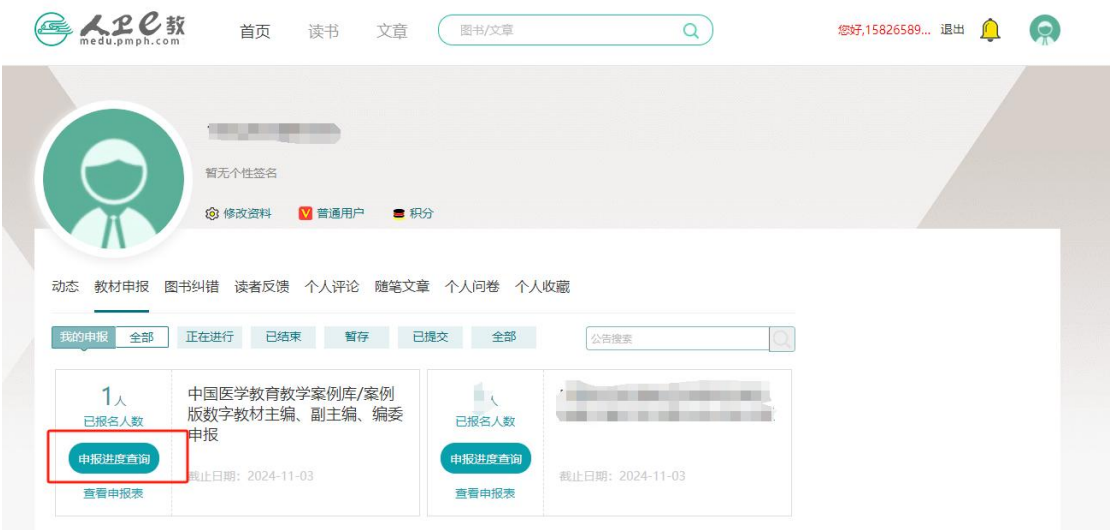 人卫e教
medu.pmph.com
首页 读书 文章 图书/文章 您好,15826589... 退出
暂无个性签名
修改资料 V 普通用户 积分
动态 教材申报 图书纠错 读者反馈 个人评论 随笔文章 个人问卷 个人收藏
我的申报 全部 正在进行 已结束 暂存 已提交 全部 公告搜索
1人
已报名人数
申报进度查询
查看申报表
中国医学教育教学案例库/案例
版数字教材主编、副主编、编委
申报
截止日期：2024-11-03
人
已报名人数
申报进度查询
查看申报表
截止日期：2024-11-03